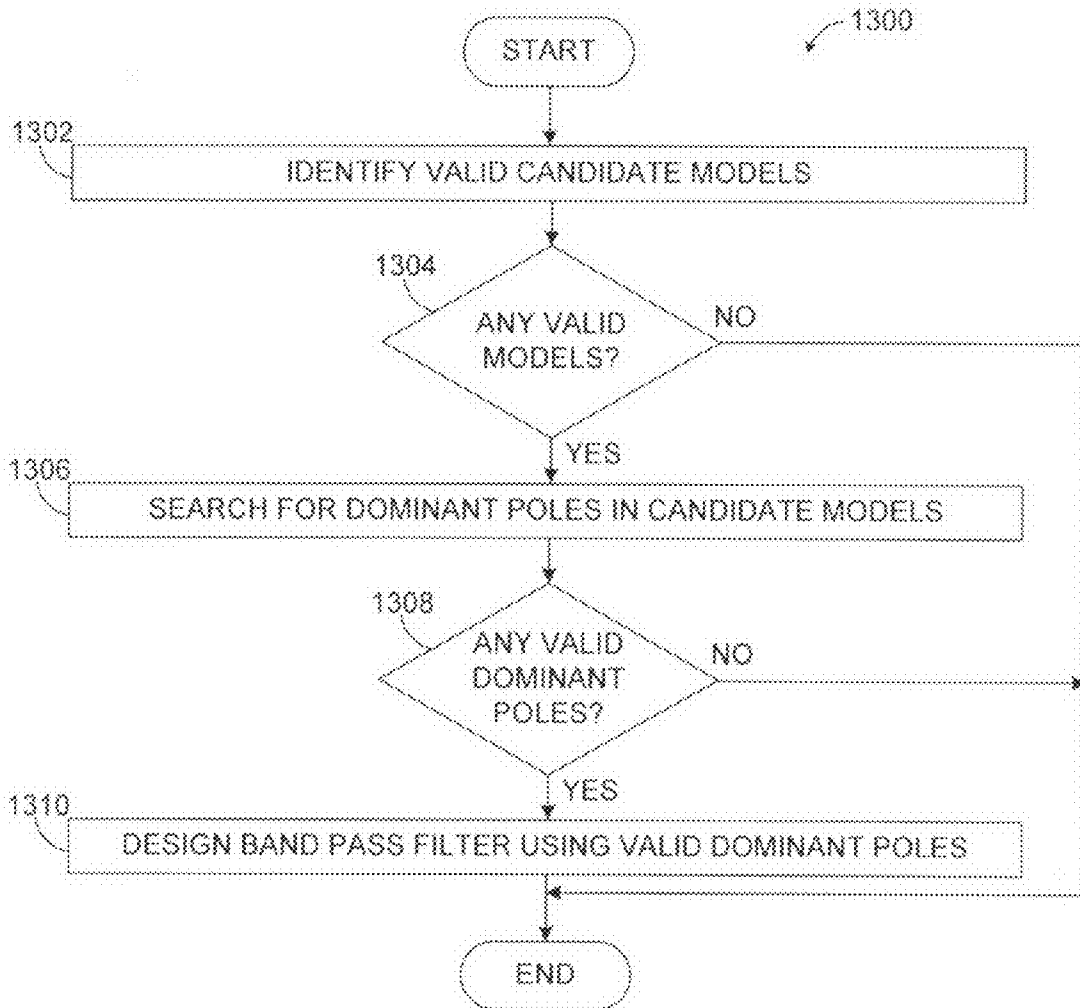 START
1300
1302
IDENTIFY VALID CANDIDATE MODELS
1304
ANY VALID
MODELS?
NO
YES
1306
SEARCH FOR DOMINANT POLES IN CANDIDATE MODELS
1308
ANY VALID
DOMINANT
POLES?
NO
YES
1310
DESIGN BAND PASS FILTER USING VALID DOMINANT POLES
END